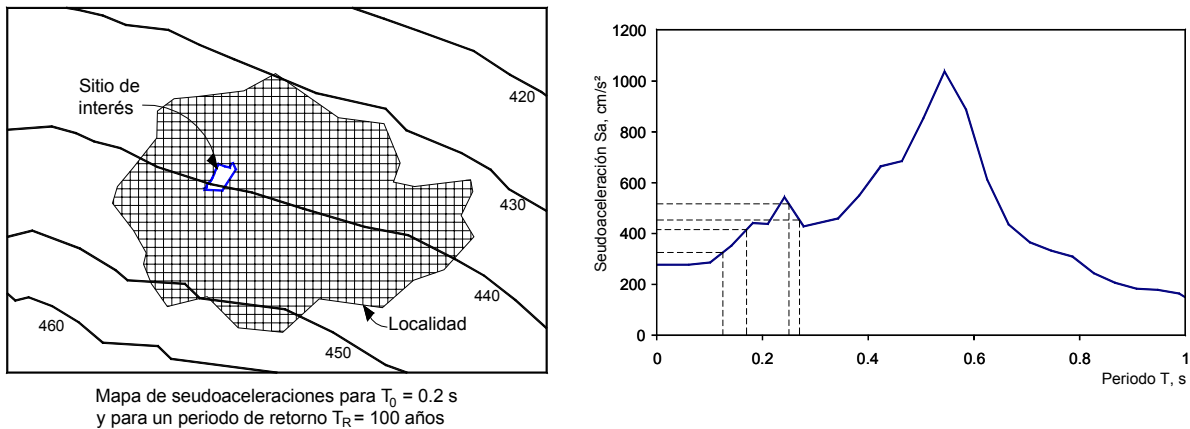 Sitio de
interés
420
430
440
450
460
Localidad
Mapa de seudoaceleraciones para T0 = 0.2 s
y para un periodo de retorno TR = 100 años
Seudoaceleración Sa, cm/s²
1200
1000
800
600
400
200
0
0
0.2
0.4
0.6
0.8
1
Periodo T, s